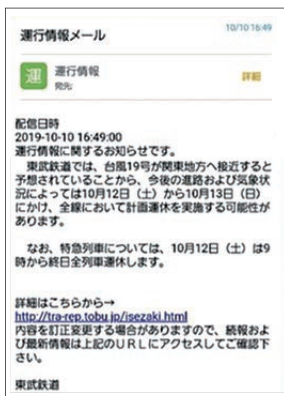 運行情報メール
10/10 16:49
運
運行情報
宛先:
詳細
配信日時
2019-10-10 16:49:00
運行情報に関するお知らせです。
東武鉄道では、台風19号が関東地方へ接近すると
予想されていることから、今後の進路および気象状
況によっては10月12日（土）から10月13日（日）
にかけ、全線において計画運休を実施する可能性が
あります。
なお、特急列車については、10月12日（土）は9
時から終日全列車運休します。
詳細はこちらから→
http://tra-rep.tobu.jp/isezaki.html
内容を訂正変更する場合がありますので、続報およ
び最新情報は上記のＵＲＬにアクセスしてご確認下
さい。
東武鉄道